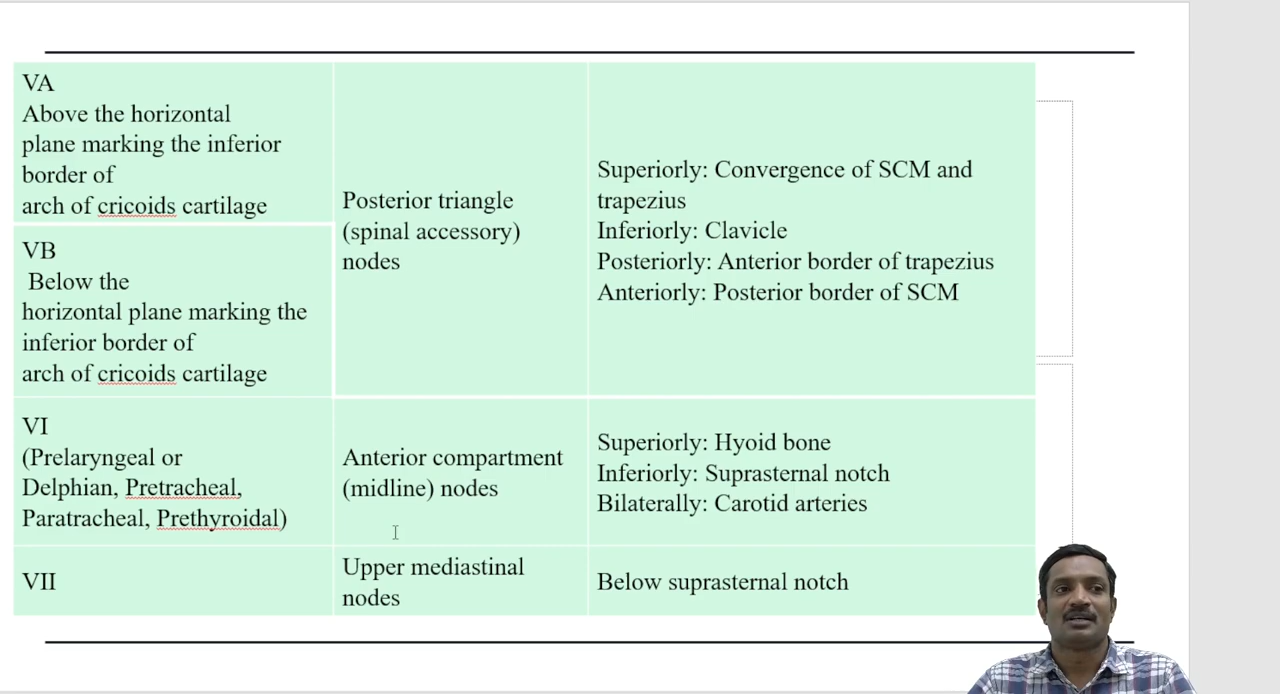 VA
Above the horizontal
plane marking the inferior
border of
arch of cricoids cartilage
Posterior triangle
(spinal accessory)
nodes
Superiorly: Convergence of SCM and
trapezius
Inferiorly: Clavicle
Posteriorly: Anterior border of trapezius
Anteriorly: Posterior border of SCM
VB
Below the
horizontal plane marking the
inferior border of
arch of cricoids cartilage
VI
(Prelaryngeal or
Delphian, Pretracheal,
Paratracheal, Prethyroidal)
Anterior compartment
(midline) nodes
Superiorly: Hyoid bone
Inferiorly: Suprasternal notch
Bilaterally: Carotid arteries
VII
Upper mediastinal
nodes
Below suprasternal notch